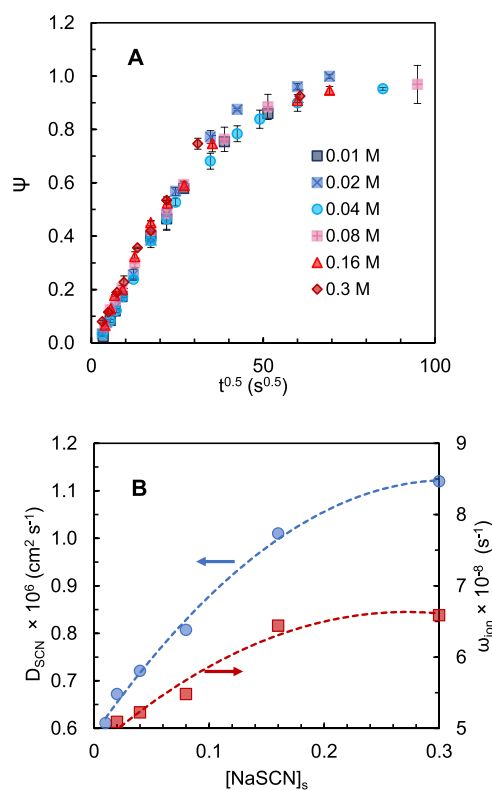 A
1.0
0.8
0.6
0.4
0.2
0.0
Ψ
0 50 100
t^0.5 (s^0.5)
0.01 M
0.02 M
0.04 M
0.08 M
0.16 M
0.3 M
B
1.2
1.1
1.0
0.9
0.8
0.7
0.6
D_SCN × 10^6 (cm^2 s^-1)
9
8
7
6
5
ω_ion × 10^-8 (s^-1)
0 0.1 0.2 0.3
[NaSCN]_s